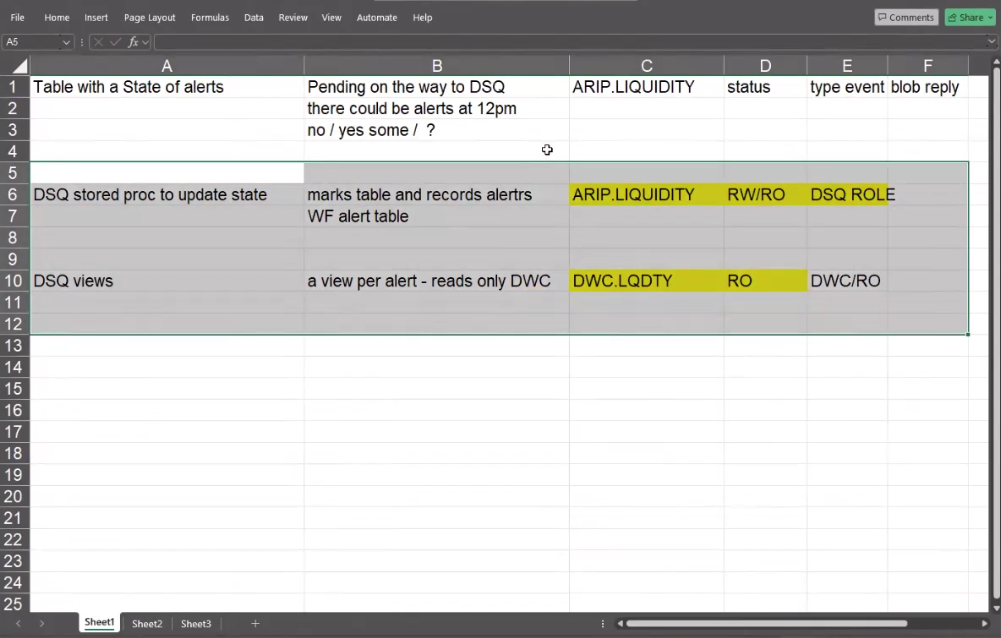 File Home Insert Page Layout Formulas Data Review View Automate Help Comments Share
A5 fx
A B C D E F
1 Table with a State of alerts Pending on the way to DSQ ARIP.LIQUIDITY status type event blob reply
2 there could be alerts at 12pm
3 no / yes some / ?
4
5
6 DSQ stored proc to update state marks table and records alertrs ARIP.LIQUIDITY RW/RO DSQ ROLE
7 WF alert table
8
9
10 DSQ views a view per alert - reads only DWC DWC.LQDTY RO DWC/RO
11
12
13
14
15
16
17
18
19
20
21
22
23
24
25
Sheet1 Sheet2 Sheet3 +